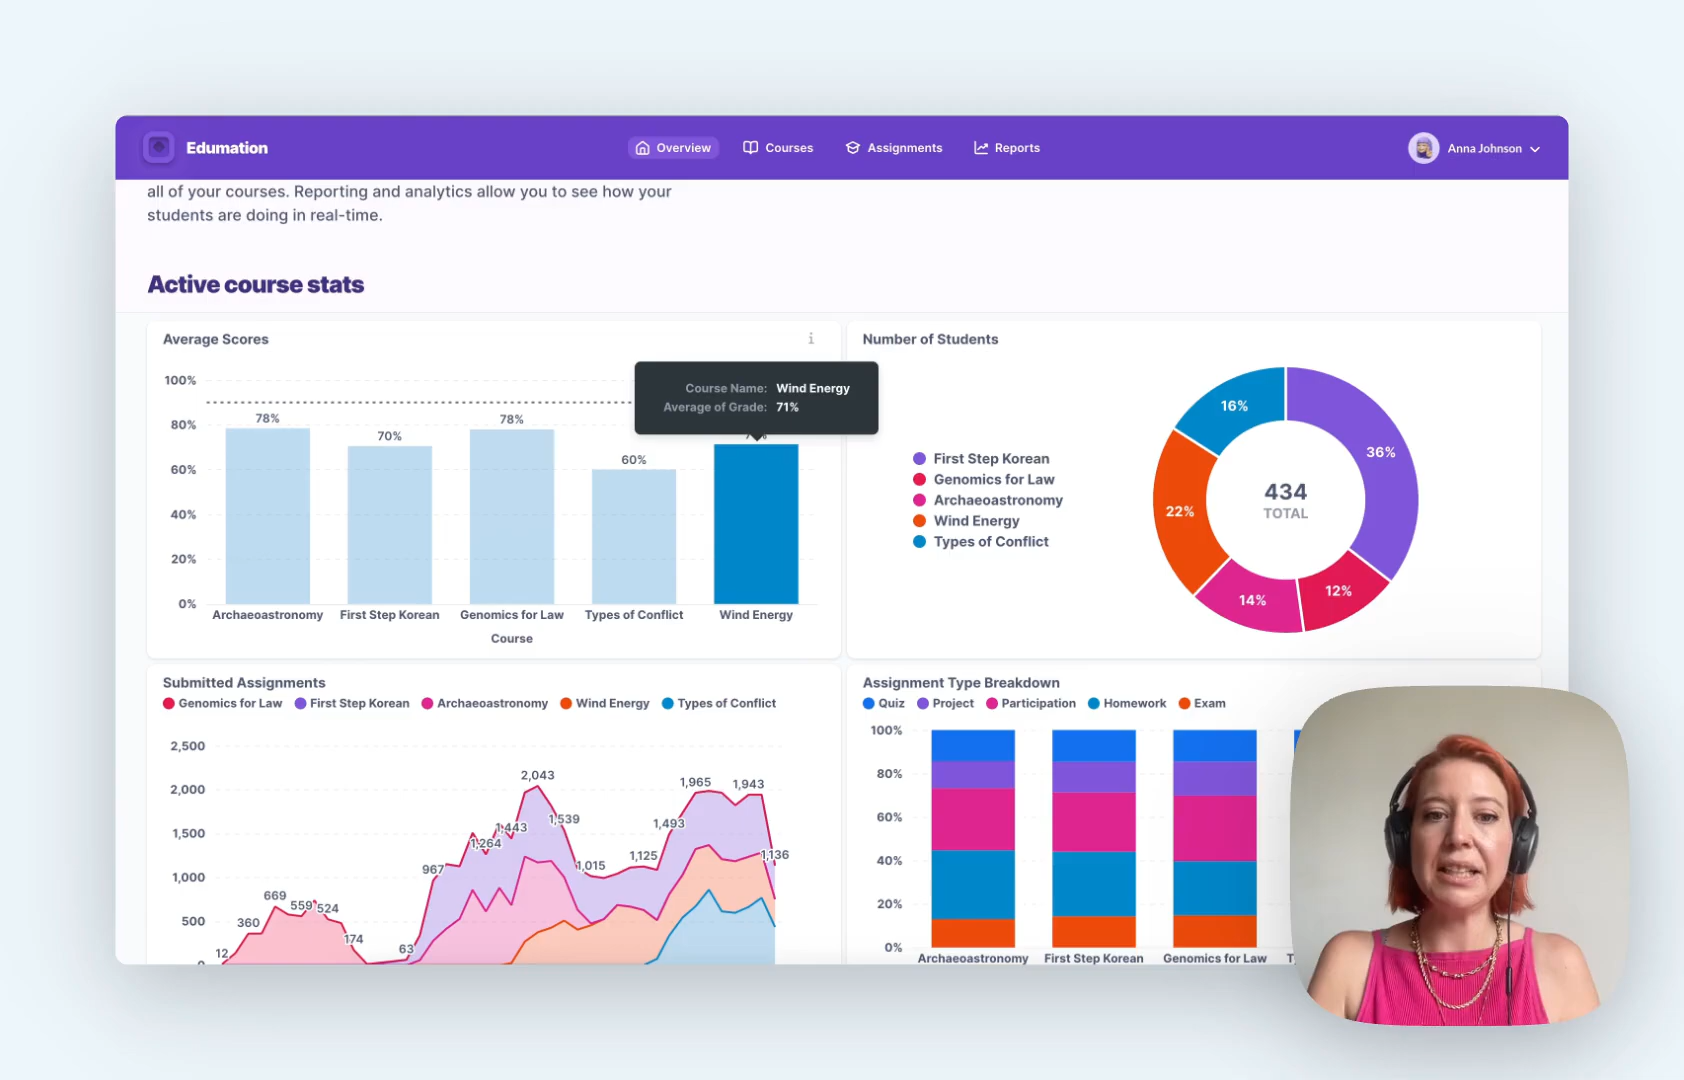 Edumation
Overview
Courses
Assignments
Reports
Anna Johnson
all of your courses. Reporting and analytics allow you to see how your
students are doing in real-time.
Active course stats
Average Scores
i
100%
80%
60%
40%
20%
0%
78%
70%
78%
60%
Course Name: Wind Energy
Average of Grade: 71%
Archaeoastronomy
First Step Korean
Genomics for Law
Types of Conflict
Wind Energy
Course
Number of Students
First Step Korean
Genomics for Law
Archaeoastronomy
Wind Energy
Types of Conflict
16%
36%
22%
14%
12%
434
TOTAL
Submitted Assignments
Genomics for Law
First Step Korean
Archaeoastronomy
Wind Energy
Types of Conflict
2,500
2,000
1,500
1,000
500
0
12
360
669
559
524
174
63
967
1,264
1,443
2,043
1,539
1,015
1,125
1,493
1,965
1,943
1,136
Assignment Type Breakdown
Quiz
Project
Participation
Homework
Exam
100%
80%
60%
40%
20%
0%
Archaeoastronomy
First Step Korean
Genomics for Law